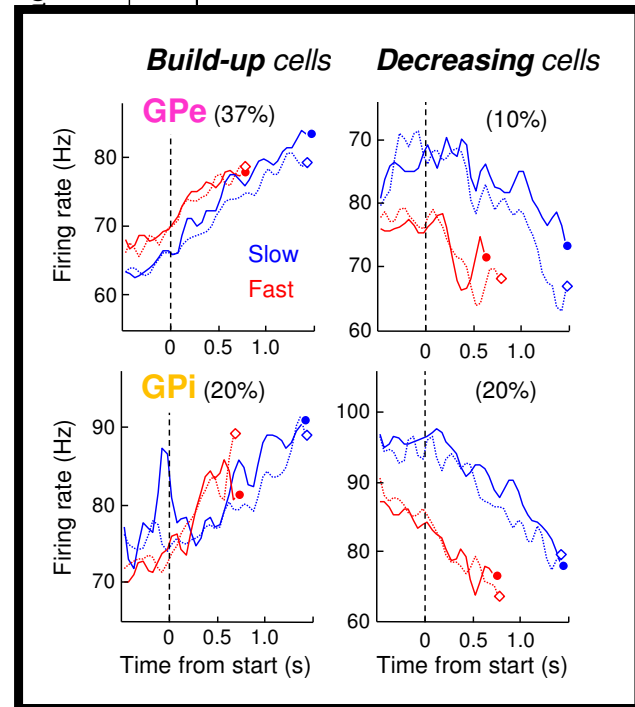 Build-up cells Decreasing cells
GPe (37%) (10%)
Firing rate (Hz)
80
70
60
0 0.5 1.0
Slow
Fast
70
80
70
60
0 0.5 1.0
GPi (20%) (20%)
Firing rate (Hz)
90
80
70
0 0.5 1.0
Time from start (s)
100
90
80
60
0 0.5 1.0
Time from start (s)